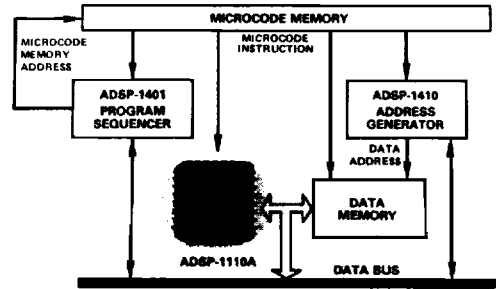 MICROCODE MEMORY
MICROCODE
MEMORY
ADDRESS
MICROCODE
INSTRUCTION
ADSP-1401
PROGRAM
SEQUENCER
ADSP-1410
ADDRESS
GENERATOR
DATA
ADDRESS
DATA
MEMORY
ADSP-1110A
DATA BUS